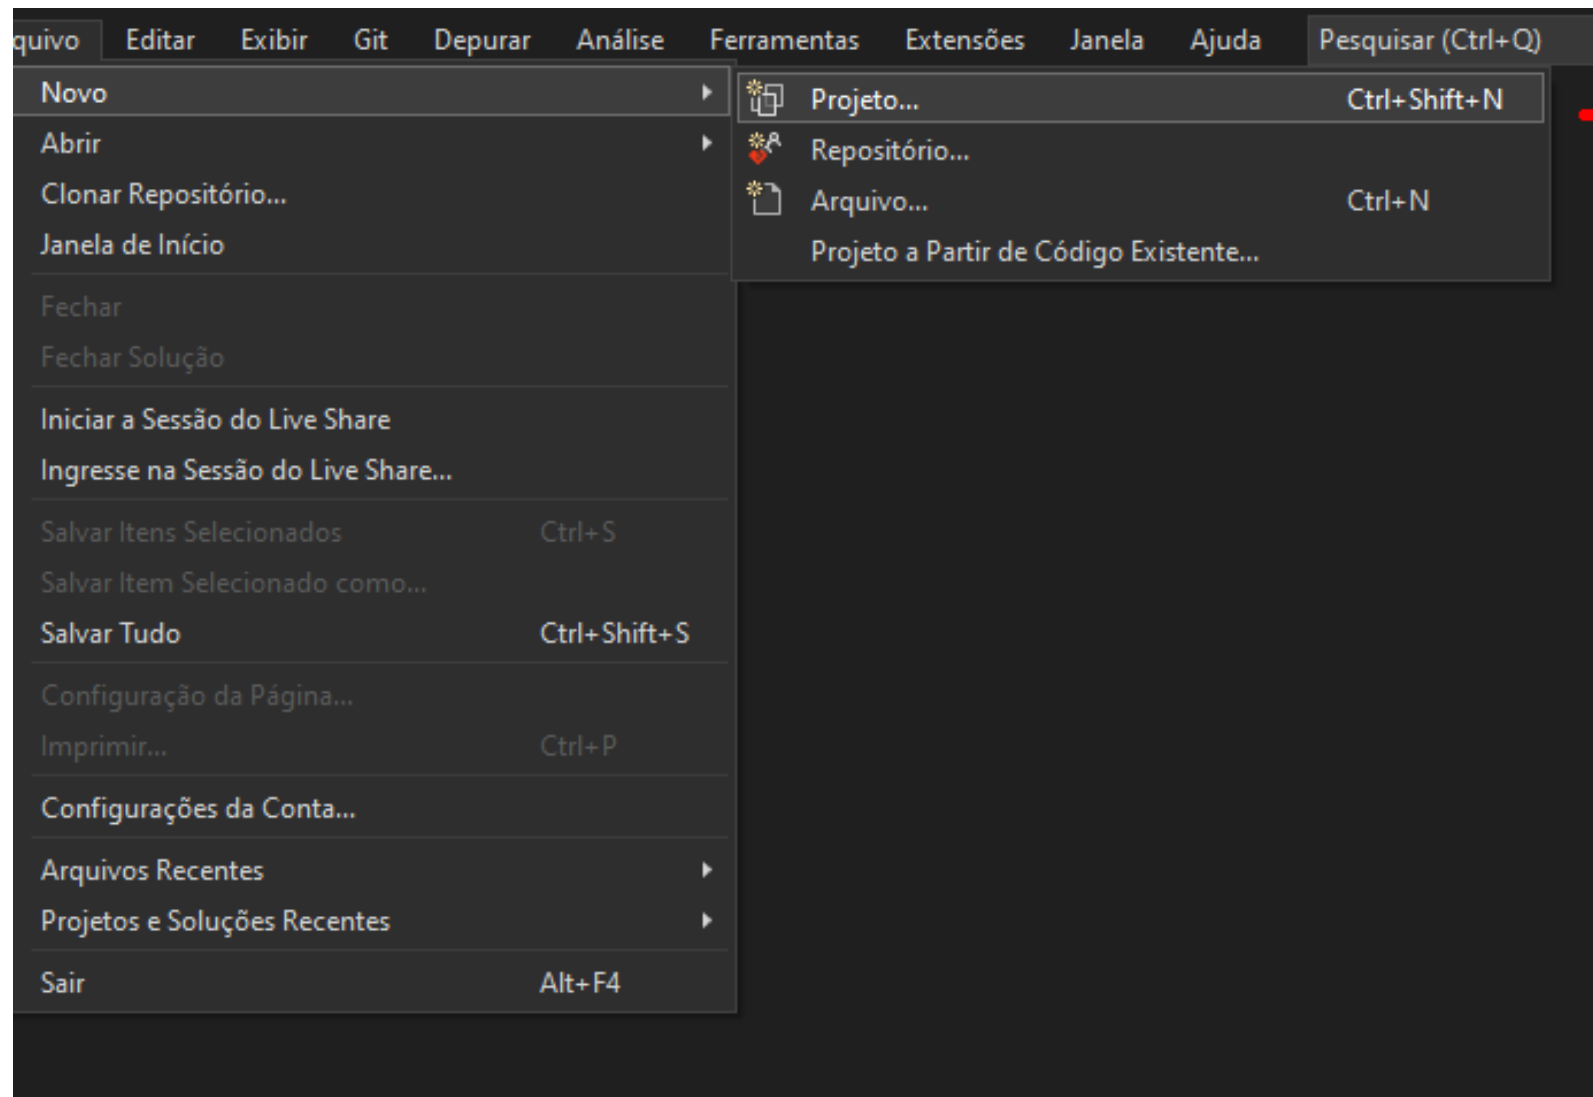 quivo Editar Exibir Git Depurar Análise Ferramentas Extensões Janela Ajuda Pesquisar (Ctrl+Q)
Novo
Abrir
Clonar Repositório...
Janela de Início
Fechar
Fechar Solução
Iniciar a Sessão do Live Share
Ingresse na Sessão do Live Share...
Salvar Itens Selecionados Ctrl+S
Salvar Item Selecionado como...
Salvar Tudo Ctrl+Shift+S
Configuração da Página...
Imprimir... Ctrl+P
Configurações da Conta...
Arquivos Recentes
Projetos e Soluções Recentes
Sair Alt+F4
Projeto... Ctrl+Shift+N
Repositório...
Arquivo... Ctrl+N
Projeto a Partir de Código Existente...